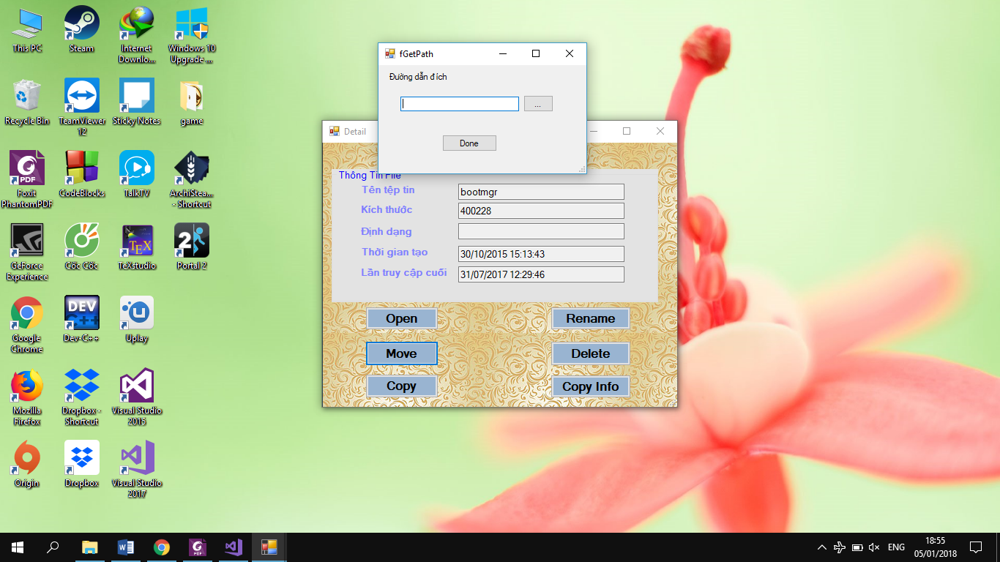 This PC
Steam
Internet
Downlo...
Windows 10
Upgrade ...
Recycle Bin
TeamViewer
12
Sticky Notes
game
Foxit
PhantomPDF
CodeBlocks
TalkTV
ArchiStea...
- Shortcut
GeForce
Experience
Cốc Cốc
TeXstudio
Portal 2
Google
Chrome
Dev-C++
Uplay
Mozilla
Firefox
Dropbox -
Shortcut
Visual Studio
2015
Origin
Dropbox
Visual Studio
2017
fGetPath
Đường dẫn đích
...
Done
Detail
Thông Tin File
Tên tệp tin
bootmgr
Kích thước
400228
Định dạng
Thời gian tạo
30/10/2015 15:13:43
Lần truy cập cuối
31/07/2017 12:29:46
Open
Rename
Move
Delete
Copy
Copy Info
ENG
18:55
05/01/2018